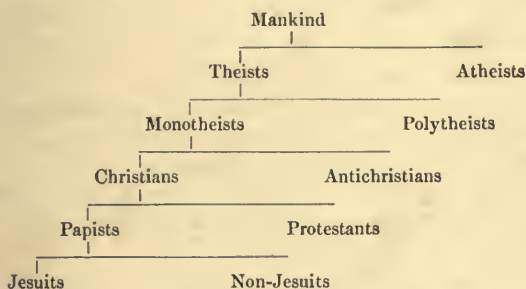 Mankind
Theists Atheists
Monotheists Polytheists
Christians Antichristians
Papists Protestants
Jesuits Non-Jesuits